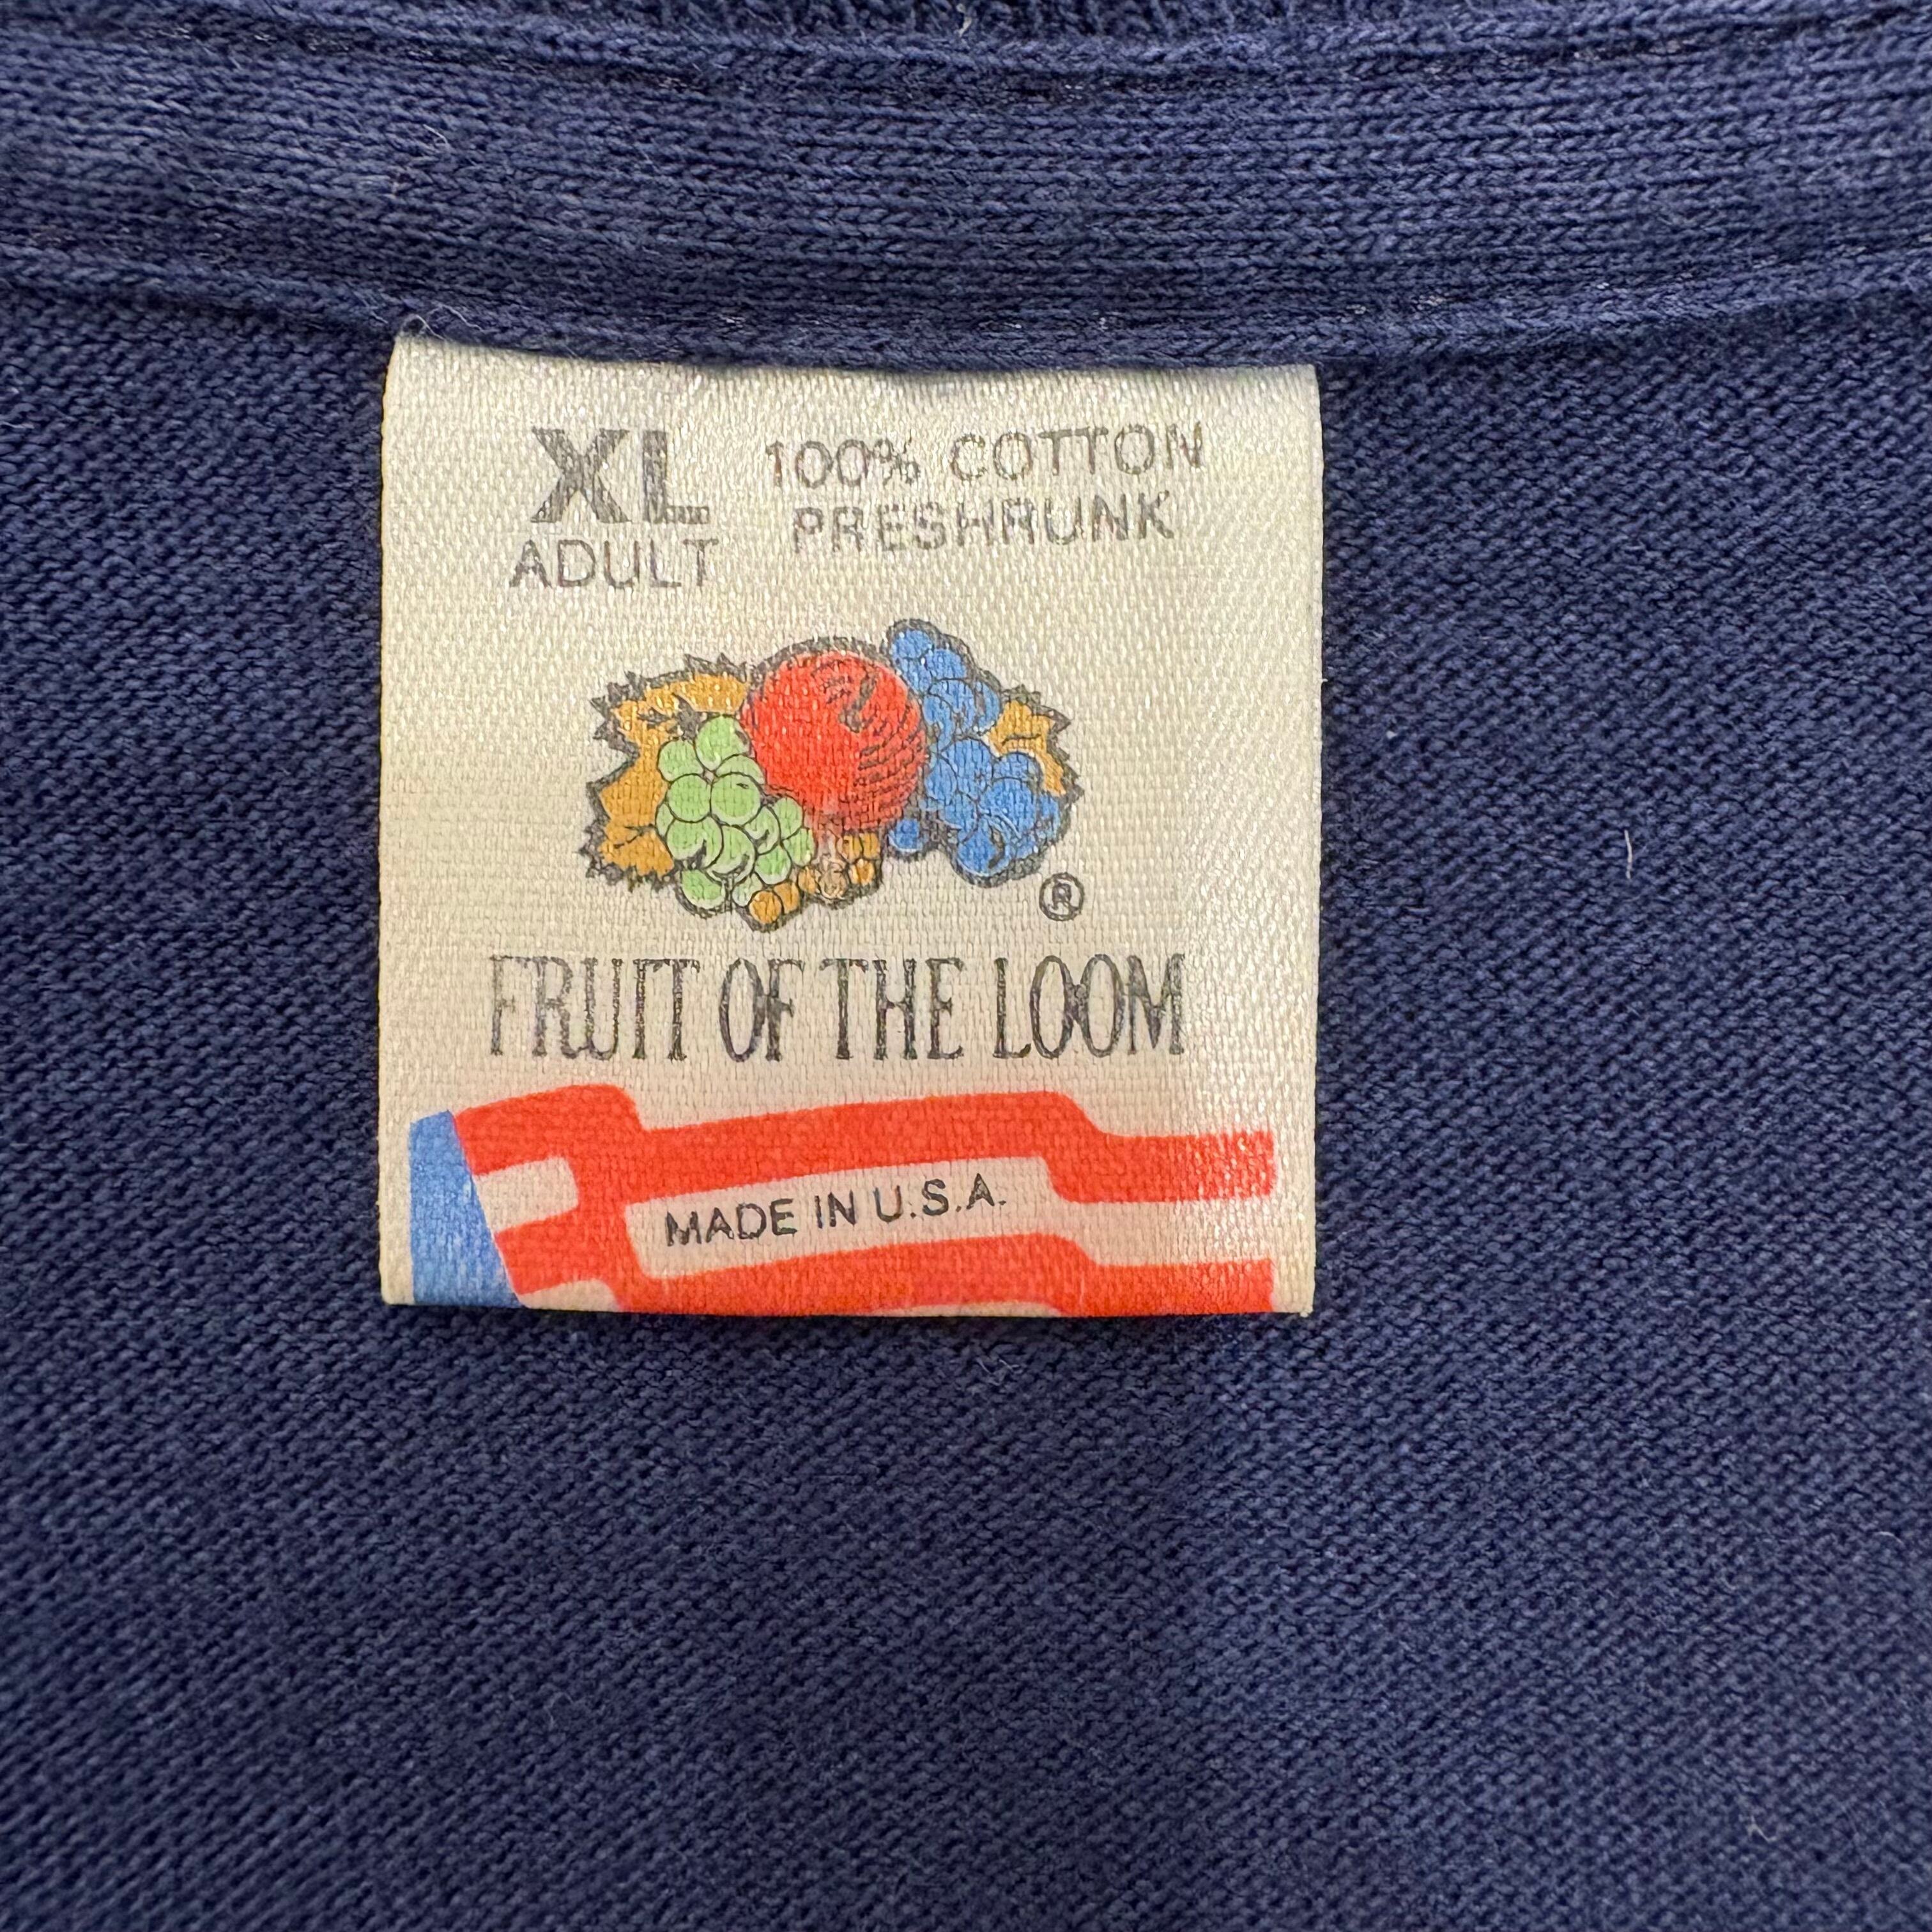 XL
ADULT
100% COTTON
PRESHRUNK
®
FRUIT OF THE LOOM
MADE IN U.S.A.